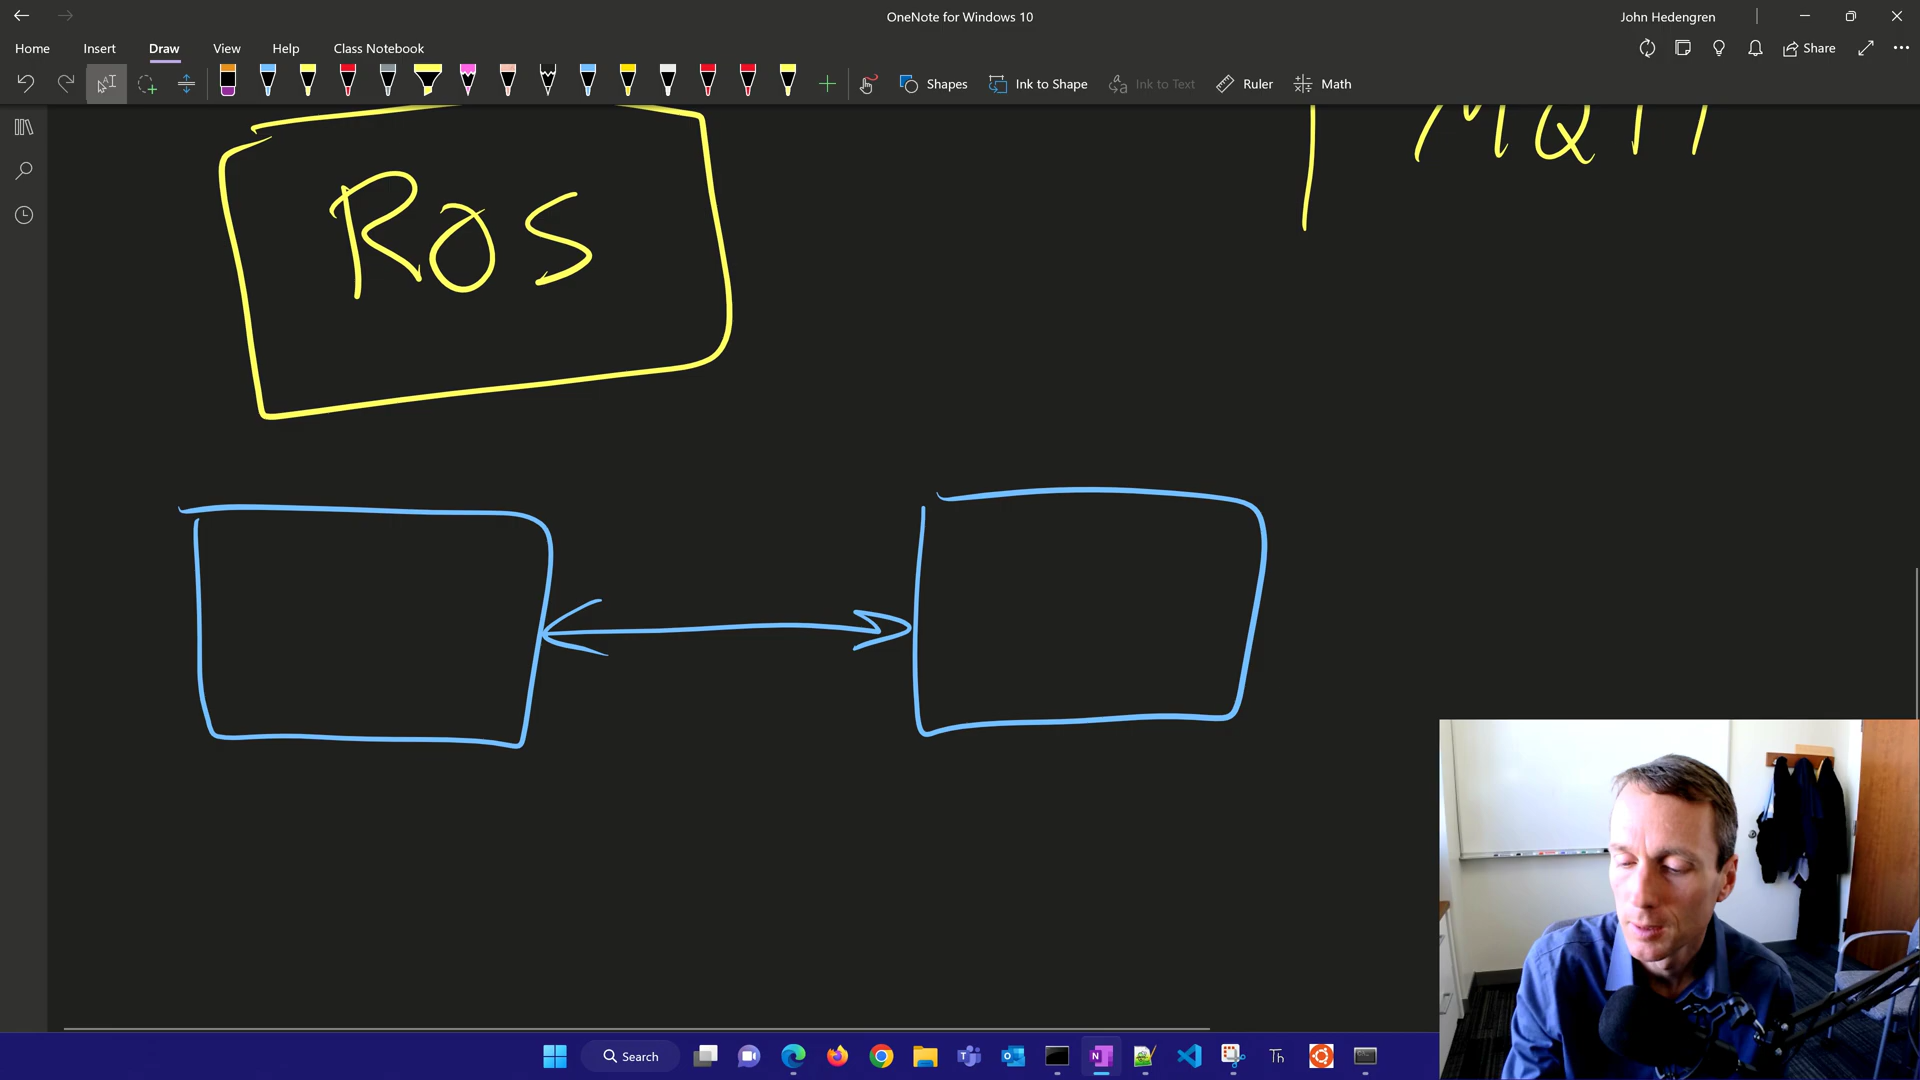 OneNote for Windows 10
John Hedengren
Home Insert Draw View Help Class Notebook
Share
Shapes Ink to Shape Ink to Text Ruler Math
MQTT
ROS
Search
Th